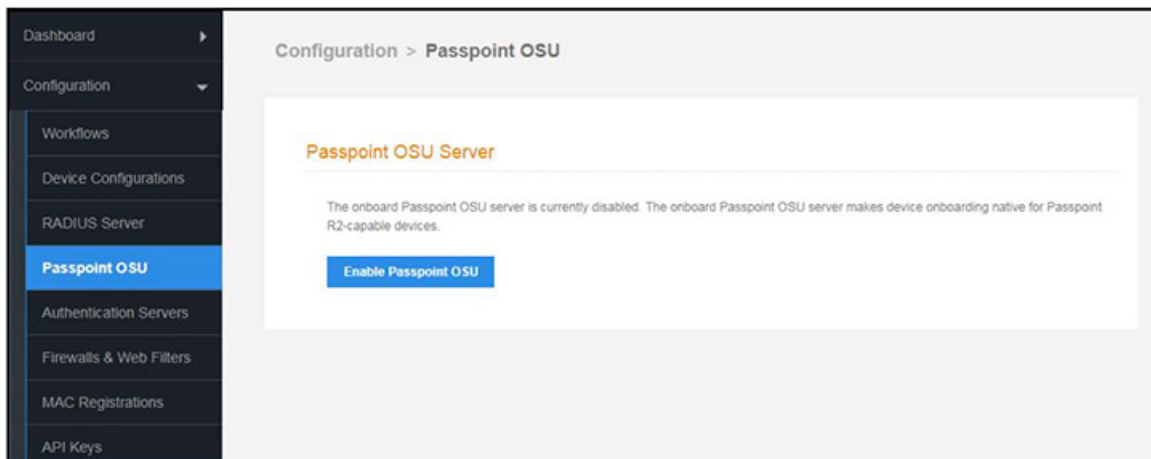 Dashboard
Configuration
Workflows
Device Configurations
RADIUS Server
Passpoint OSU
Authentication Servers
Firewalls & Web Filters
MAC Registrations
API Keys
Configuration > Passpoint OSU
Passpoint OSU Server
The onboard Passpoint OSU server is currently disabled. The onboard Passpoint OSU server makes device onboarding native for Passpoint
R2-capable devices.
Enable Passpoint OSU